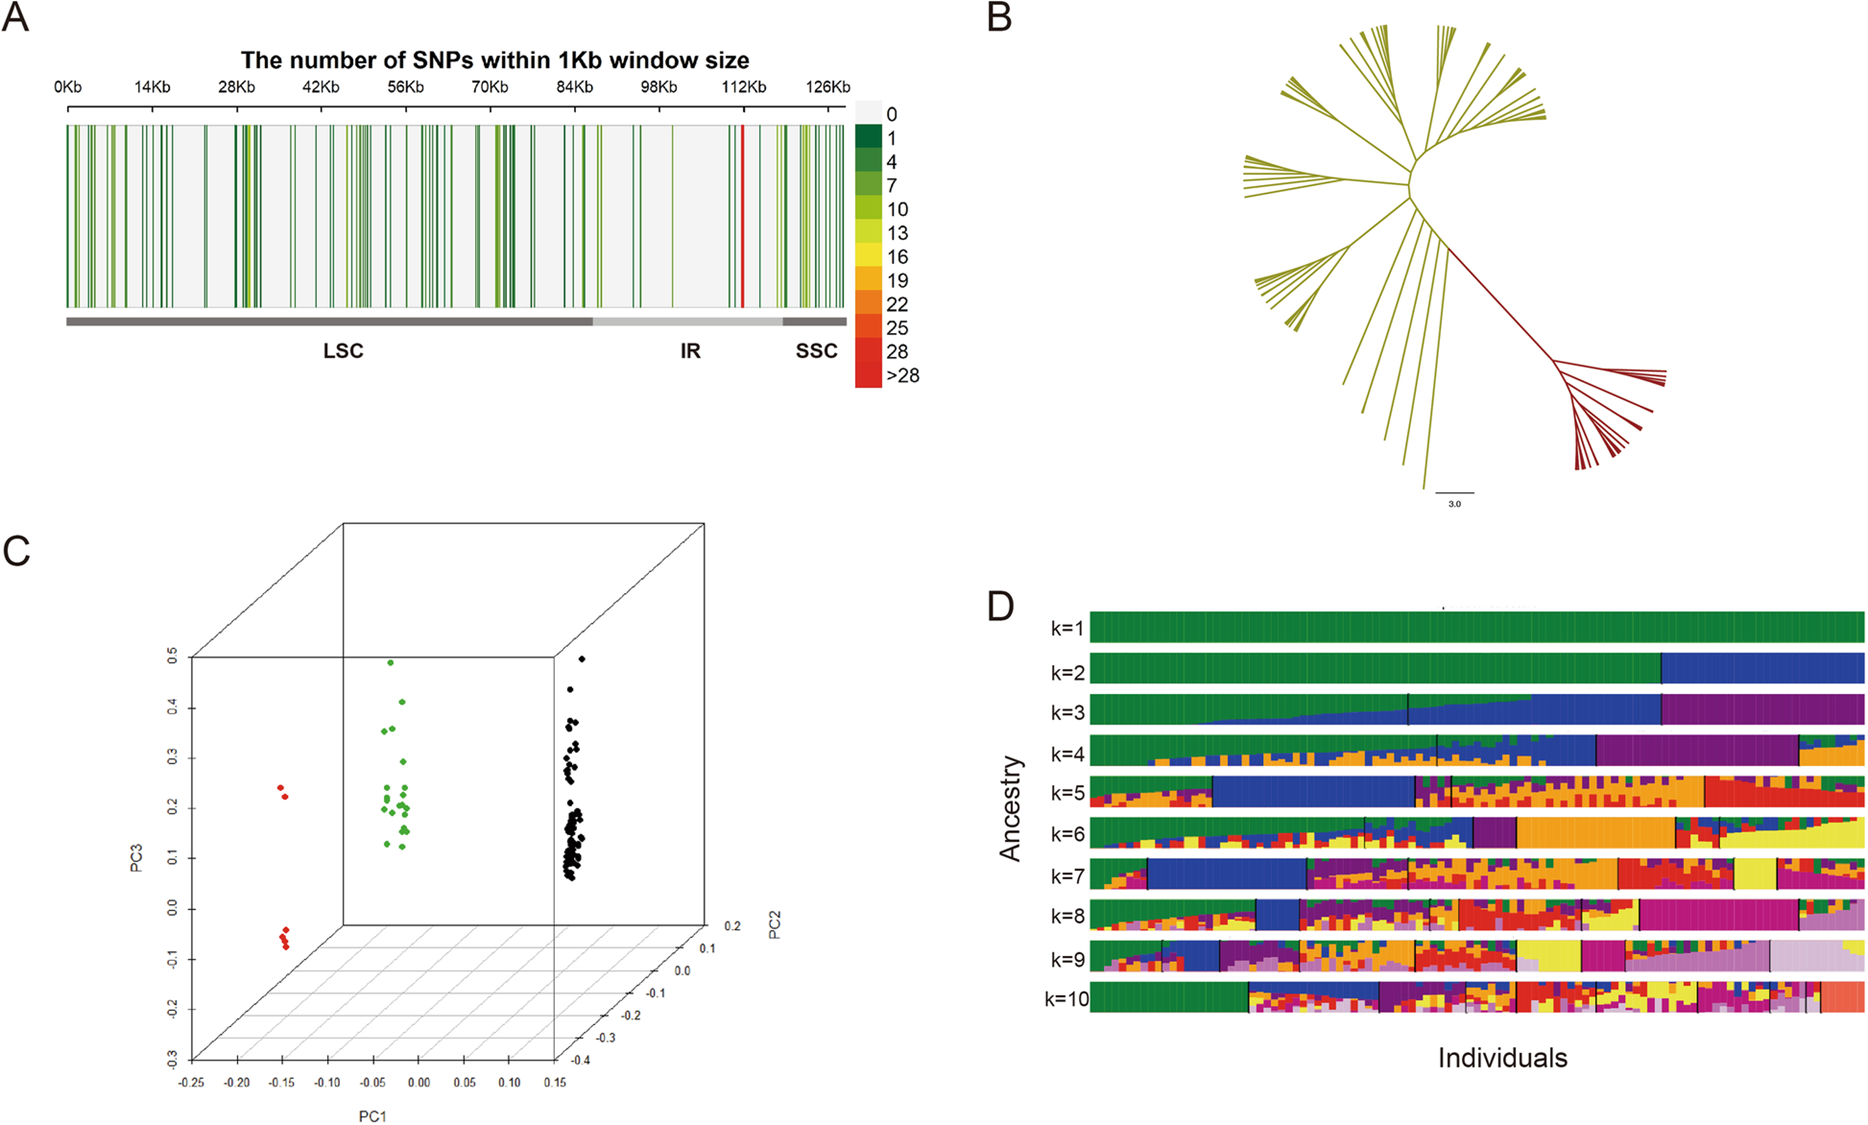 A
The number of SNPs within 1Kb window size
0Kb 14Kb 28Kb 42Kb 56Kb 70Kb 84Kb 98Kb 112Kb 126Kb
0
1
4
7
10
13
16
19
22
25
28
>28
LSC IR SSC
B
3.0
C
PC3
0.5
0.4
0.3
0.2
0.1
0.0
-0.1
-0.2
-0.3
-0.25 -0.20 -0.15 -0.10 -0.05 0.00 0.05 0.10 0.15
PC1
0.2
0.1
0.0
-0.1
-0.2
-0.3
-0.4
PC2
D
Ancestry
k=1
k=2
k=3
k=4
k=5
k=6
k=7
k=8
k=9
k=10
Individuals